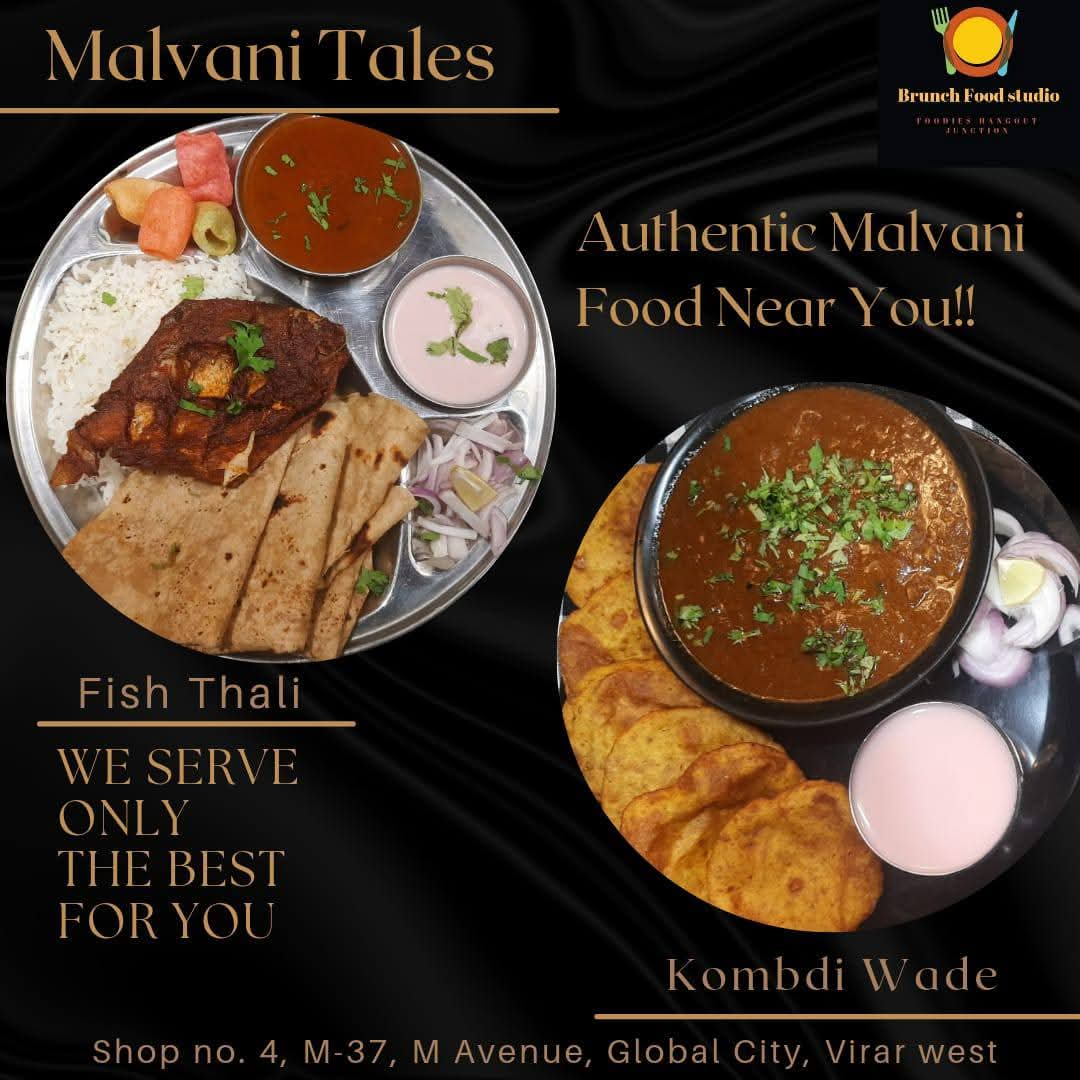 Malvani Tales
Brunch Food studio
FOODIES HANGOUT
JUNCTION
Authentic Malvani
Food Near You!!
Fish Thali
WE SERVE
ONLY
THE BEST
FOR YOU
Kombdi Wade
Shop no. 4, M-37, M Avenue, Global City, Virar west